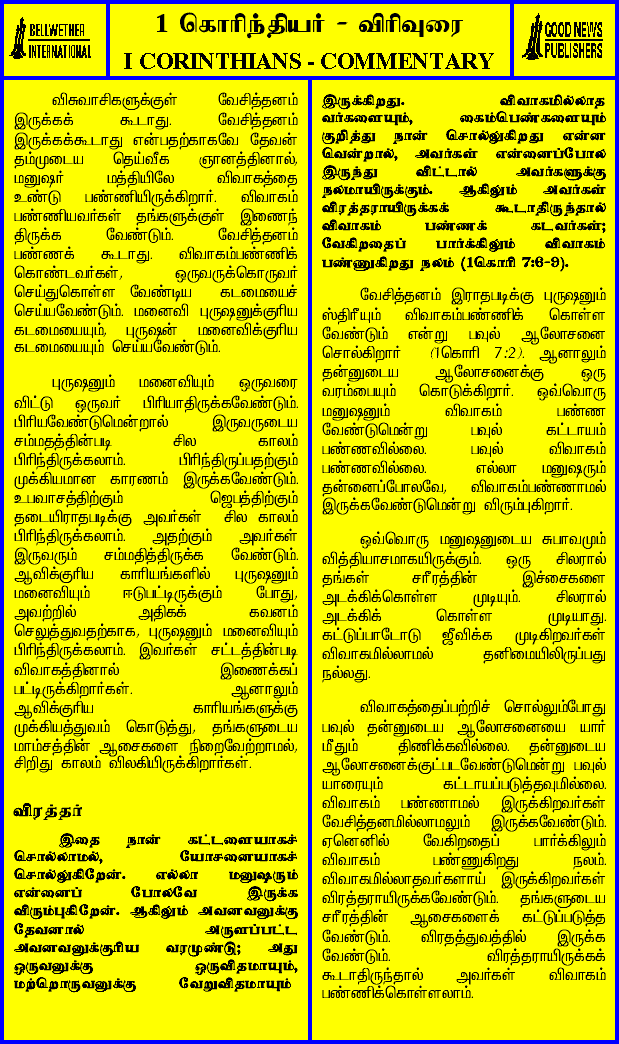 BELLWETHER
INTERNATIONAL
1 கொரிந்தியர் - விரிவுரை
I CORINTHIANS - COMMENTARY
GOOD NEWS
PUBLISHERS
விசுவாசிகளுக்குள் வேசித்தனம்
இருக்கக் கூடாது. வேசித்தனம்
இருக்கக்கூடாது என்பதற்காகவே தேவன்
தம்முடைய தெய்வீக ஞானத்தினால்,
மனுஷர் மத்தியிலே விவாகத்தை
உண்டு பண்ணியிருக்கிறார். விவாகம்
பண்ணியவர்கள் தங்களுக்குள் இணைந்
திருக்க வேண்டும். வேசித்தனம்
பண்ணக் கூடாது. விவாகம்பண்ணிக்
கொண்டவர்கள், ஒருவருக்கொருவர்
செய்துகொள்ள வேண்டிய கடமையைச்
செய்யவேண்டும். மனைவி புருஷனுக்குரிய
கடமையையும், புருஷன் மனைவிக்குரிய
கடமையையும் செய்யவேண்டும்.
புருஷனும் மனைவியும் ஒருவரை
விட்டு ஒருவர் பிரியாதிருக்கவேண்டும்.
பிரியவேண்டுமென்றால் இருவருடைய
சம்மதத்தின்படி சில காலம்
பிரிந்திருக்கலாம். பிரிந்திருப்பதற்கும்
முக்கியமான காரணம் இருக்கவேண்டும்.
உபவாசத்திற்கும் ஜெபத்திற்கும்
தடையிராதபடிக்கு அவர்கள் சில காலம்
பிரிந்திருக்கலாம். அதற்கும் அவர்கள்
இருவரும் சம்மதித்திருக்க வேண்டும்.
ஆவிக்குரிய காரியங்களில் புருஷனும்
மனைவியும் ஈடுபட்டிருக்கும் போது,
அவற்றில் அதிகக் கவனம்
செலுத்துவதற்காக, புருஷனும் மனைவியும்
பிரிந்திருக்கலாம். இவர்கள் சட்டத்தின்படி
விவாகத்தினால் இணைக்கப்
பட்டிருக்கிறார்கள். ஆனாலும்
ஆவிக்குரிய காரியங்களுக்கு
முக்கியத்துவம் கொடுத்து, தங்களுடைய
மாம்சத்தின் ஆசைகளை நிறைவேற்றாமல்,
சிறிது காலம் விலகியிருக்கிறார்கள்.
விரத்தர்
இதை நான் கட்டளையாகச்
சொல்லாமல், யோசனையாகச்
சொல்லுகிறேன். எல்லா மனுஷரும்
என்னைப் போலவே இருக்க
விரும்புகிறேன். ஆகிலும் அவனவனுக்கு
தேவனால் அருளப்பட்ட
அவனவனுக்குரிய வரமுண்டு; அது
ஒருவனுக்கு ஒருவிதமாயும்,
மற்றொருவனுக்கு வேறுவிதமாயும்
இருக்கிறது. விவாகமில்லாத
வர்களையும், கைம்பெண்களையும்
குறித்து நான் சொல்லுகிறது என்ன
வென்றால், அவர்கள் என்னைப்போல
இருந்து விட்டால் அவர்களுக்கு
நலமாயிருக்கும். ஆகிலும் அவர்கள்
விரத்தராயிருக்கக் கூடாதிருந்தால்
விவாகம் பண்ணக் கடவர்கள்;
வேகிறதைப் பார்க்கிலும் விவாகம்
பண்ணுகிறது நலம் (1கொரி 7:6-9).
வேசித்தனம் இராதபடிக்கு புருஷனும்
ஸ்திரீயும் விவாகம்பண்ணிக் கொள்ள
வேண்டும் என்று பவுல் ஆலோசனை
சொல்கிறார் (1கொரி 7:2). ஆனாலும்
தன்னுடைய ஆலோசனைக்கு ஒரு
வரம்பையும் கொடுக்கிறார். ஒவ்வொரு
மனுஷனும் விவாகம் பண்ண
வேண்டுமென்று பவுல் கட்டாயம்
பண்ணவில்லை. பவுல் விவாகம்
பண்ணவில்லை. எல்லா மனுஷரும்
தன்னைப்போலவே, விவாகம்பண்ணாமல்
இருக்கவேண்டுமென்று விரும்புகிறார்.
ஒவ்வொரு மனுஷனுடைய சுபாவமும்
வித்தியாசமாகயிருக்கும். ஒரு சிலரால்
தங்கள் சரீரத்தின் இச்சைகளை
அடக்கிக்கொள்ள முடியும். சிலரால்
அடக்கிக் கொள்ள முடியாது.
கட்டுப்பாடோடு ஜீவிக்க முடிகிறவர்கள்
விவாகமில்லாமல் தனிமையிலிருப்பது
நல்லது.
விவாகத்தைப்பற்றிச் சொல்லும்போது
பவுல் தன்னுடைய ஆலோசனையை யார்
மீதும் திணிக்கவில்லை. தன்னுடைய
ஆலோசனைக்குட்படவேண்டுமென்று பவுல்
யாரையும் கட்டாயப்படுத்தவுமில்லை.
விவாகம் பண்ணாமல் இருக்கிறவர்கள்
வேசித்தனமில்லாமலும் இருக்கவேண்டும்.
ஏனெனில் வேகிறதைப் பார்க்கிலும்
விவாகம் பண்ணுகிறது நலம்.
விவாகமில்லாதவர்களாய் இருக்கிறவர்கள்
விரத்தராயிருக்கவேண்டும். தங்களுடைய
சரீரத்தின் ஆசைகளைக் கட்டுப்படுத்த
வேண்டும். விரதத்துவத்தில் இருக்க
வேண்டும். விரத்தராயிருக்கக்
கூடாதிருந்தால் அவர்கள் விவாகம்
பண்ணிக்கொள்ளலாம்.